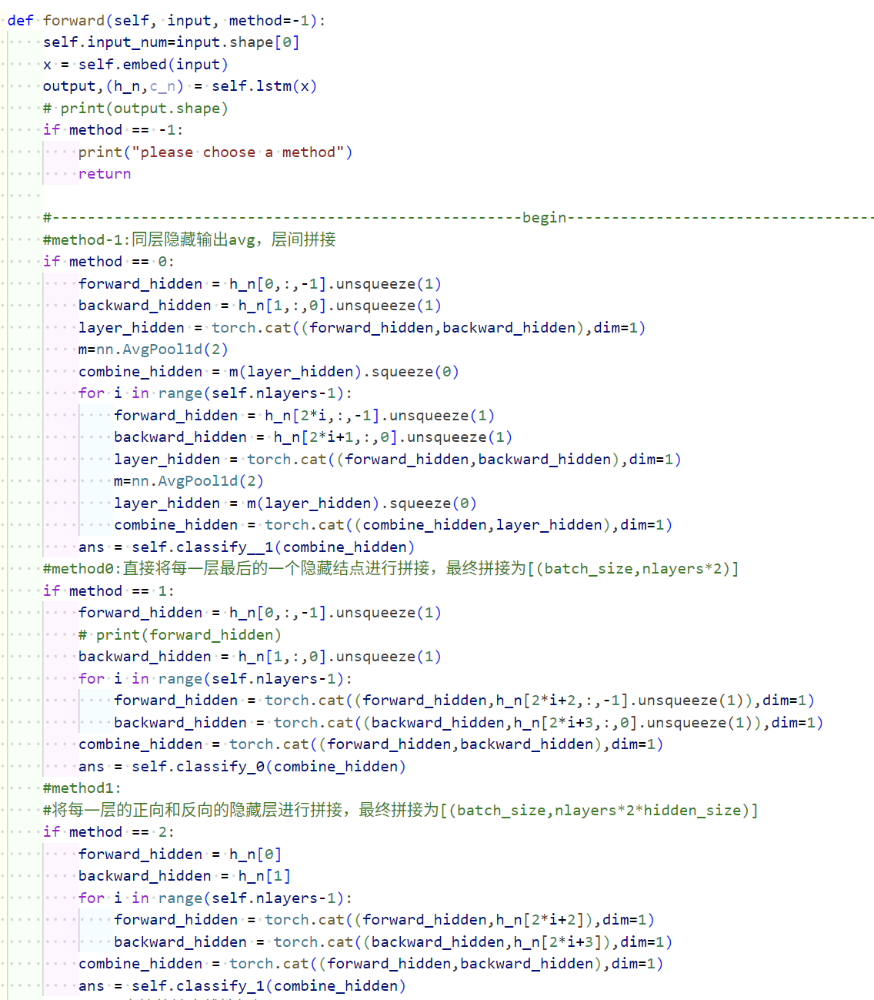 def forward(self, input, method=-1):
    self.input_num=input.shape[0]
    x = self.embed(input)
    output,(h_n,c_n) = self.lstm(x)
    # print(output.shape)
    if method == -1:
        print("please choose a method")
        return
    #-----------------------------------------------------begin-----------------------------------
    #method-1:同层隐藏输出avg，层间拼接
    if method == 0:
        forward_hidden = h_n[0,:,-1].unsqueeze(1)
        backward_hidden = h_n[1,:,0].unsqueeze(1)
        layer_hidden = torch.cat((forward_hidden,backward_hidden),dim=1)
        m=nn.AvgPool1d(2)
        combine_hidden = m(layer_hidden).squeeze(0)
        for i in range(self.nlayers-1):
            forward_hidden = h_n[2*i,:,-1].unsqueeze(1)
            backward_hidden = h_n[2*i+1,:,0].unsqueeze(1)
            layer_hidden = torch.cat((forward_hidden,backward_hidden),dim=1)
            m=nn.AvgPool1d(2)
            layer_hidden = m(layer_hidden).squeeze(0)
            combine_hidden = torch.cat((combine_hidden,layer_hidden),dim=1)
        ans = self.classify__1(combine_hidden)
    #method0:直接将每一层最后的一个隐藏结点进行拼接，最终拼接为[(batch_size,nlayers*2)]
    if method == 1:
        forward_hidden = h_n[0,:,-1].unsqueeze(1)
        # print(forward_hidden)
        backward_hidden = h_n[1,:,0].unsqueeze(1)
        for i in range(self.nlayers-1):
            forward_hidden = torch.cat((forward_hidden,h_n[2*i+2,:,-1].unsqueeze(1)),dim=1)
            backward_hidden = torch.cat((backward_hidden,h_n[2*i+3,:,0].unsqueeze(1)),dim=1)
        combine_hidden = torch.cat((forward_hidden,backward_hidden),dim=1)
        ans = self.classify_0(combine_hidden)
    #method1:
    #将每一层的正向和反向的隐藏层进行拼接，最终拼接为[(batch_size,nlayers*2*hidden_size)]
    if method == 2:
        forward_hidden = h_n[0]
        backward_hidden = h_n[1]
        for i in range(self.nlayers-1):
            forward_hidden = torch.cat((forward_hidden,h_n[2*i+2]),dim=1)
            backward_hidden = torch.cat((backward_hidden,h_n[2*i+3]),dim=1)
        combine_hidden = torch.cat((forward_hidden,backward_hidden),dim=1)
        ans = self.classify_1(combine_hidden)